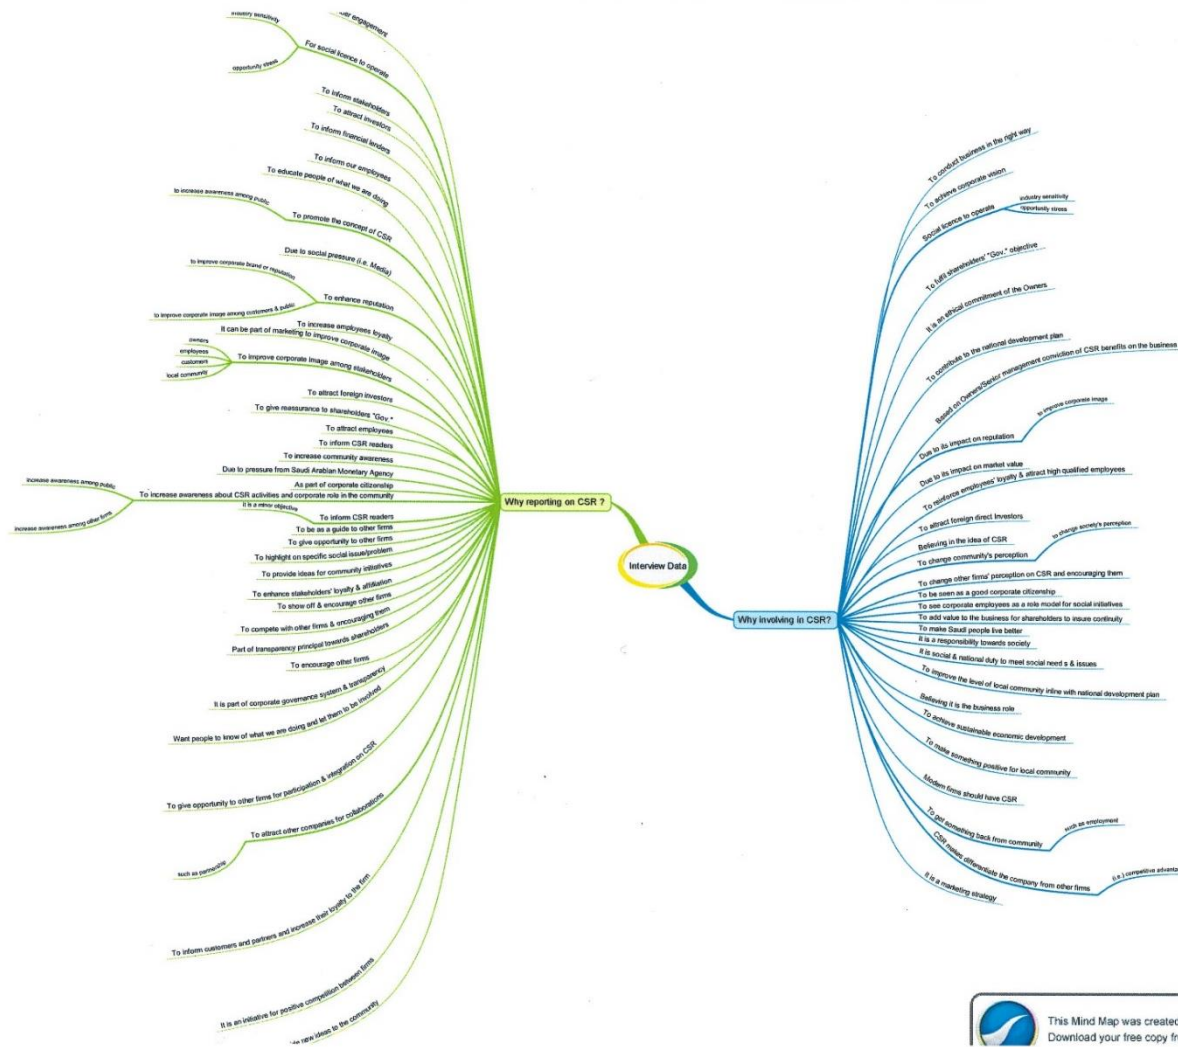 engagement
industry sensitivity
For social licence to operate
opportunity stress
To inform stakeholders
To attract investors
To inform financial lenders
To inform our employees
To educate people of what we are doing
to increase awareness among public
To promote the concept of CSR
Due to social pressure (i.e. Media)
to improve corporate brand or reputation
To enhance reputation
to improve corporate image among customers & public
To increase employees loyalty
It can be part of marketing to improve corporate image
owners
employees
customers
local community
To improve corporate image among stakeholders
To attract foreign investors
To give reassurance to shareholders "Gov."
To attract employees
To inform CSR readers
To increase community awareness
Due to pressure from Saudi Arabian Monetary Agency
As part of corporate citizenship
increase awareness among public
To increase awareness about CSR activities and corporate role in the community
increase awareness among other firms
it is a minor objective
To inform CSR readers
To be as a guide to other firms
To give opportunity to other firms
To highlight on specific social issue/problem
To provide ideas for community initiatives
To enhance stakeholders' loyalty & affiliation
To show off & encourage other firms
To compete with other firms & encouraging them
Part of transparency principal towards shareholders
To encourage other firms
It is part of corporate governance system & transparency
Want people to know of what we are doing and let them to be involved
To give opportunity to other firms for participation & integration on CSR
To attract other companies for collaborations
such as partnership
To inform customers and partners and increase their loyalty to the firm
It is an initiative for positive competition between firms
new ideas to the community
Why reporting on CSR ?
Interview Data
Why involving in CSR?
To conduct business in the right way
To achieve corporate vision
Social licence to operate
industry sensitivity
opportunity stress
To fulfil shareholders' "Gov." objective
It is an ethical commitment of the Owners
To contribute to the national development plan
Based on Owners/Senior management conviction of CSR benefits on the business
Due to its impact on reputation
to improve corporate image
Due to its impact on market value
To reinforce employees' loyalty & attract high qualified employees
To attract foreign direct Investors
Believing in the idea of CSR
To change community's perception
to change society's perception
To change other firms' perception on CSR and encouraging them
To be seen as a good corporate citizenship
To see corporate employees as a role model for social initiatives
To add value to the business for shareholders to insure continuity
To make Saudi people live better
It is a responsibility towards society
It is social & national duty to meet social need s & issues
To improve the level of local community inline with national development plan
Believing it is the business role
To achieve sustainable economic development
To make something positive for local community
Modern firms should have CSR
To get something back from community
such as employment
CSR makes differentiate the company from other firms
(i.e.) competitive advanta
It is a marketing strategy
This Mind Map was created
Download your free copy fr